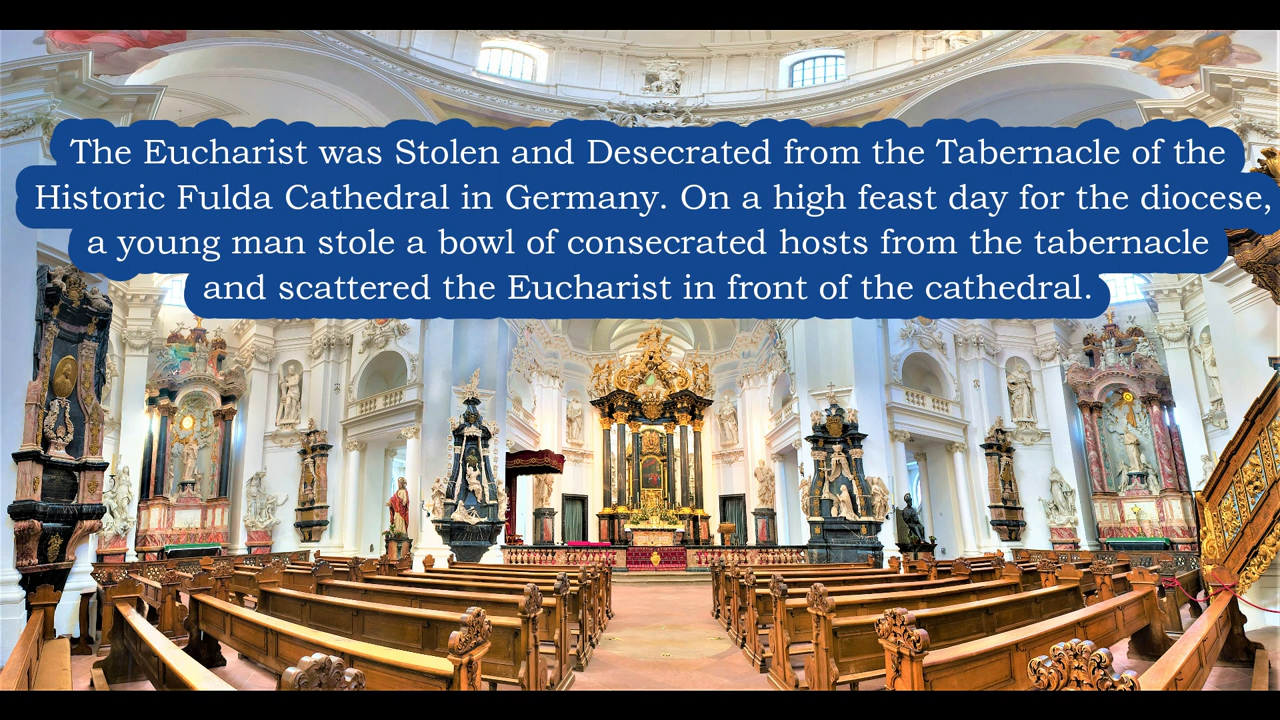 The Eucharist was Stolen and Desecrated from the Tabernacle of the
Historic Fulda Cathedral in Germany. On a high feast day for the diocese,
a young man stole a bowl of consecrated hosts from the tabernacle
and scattered the Eucharist in front of the cathedral.